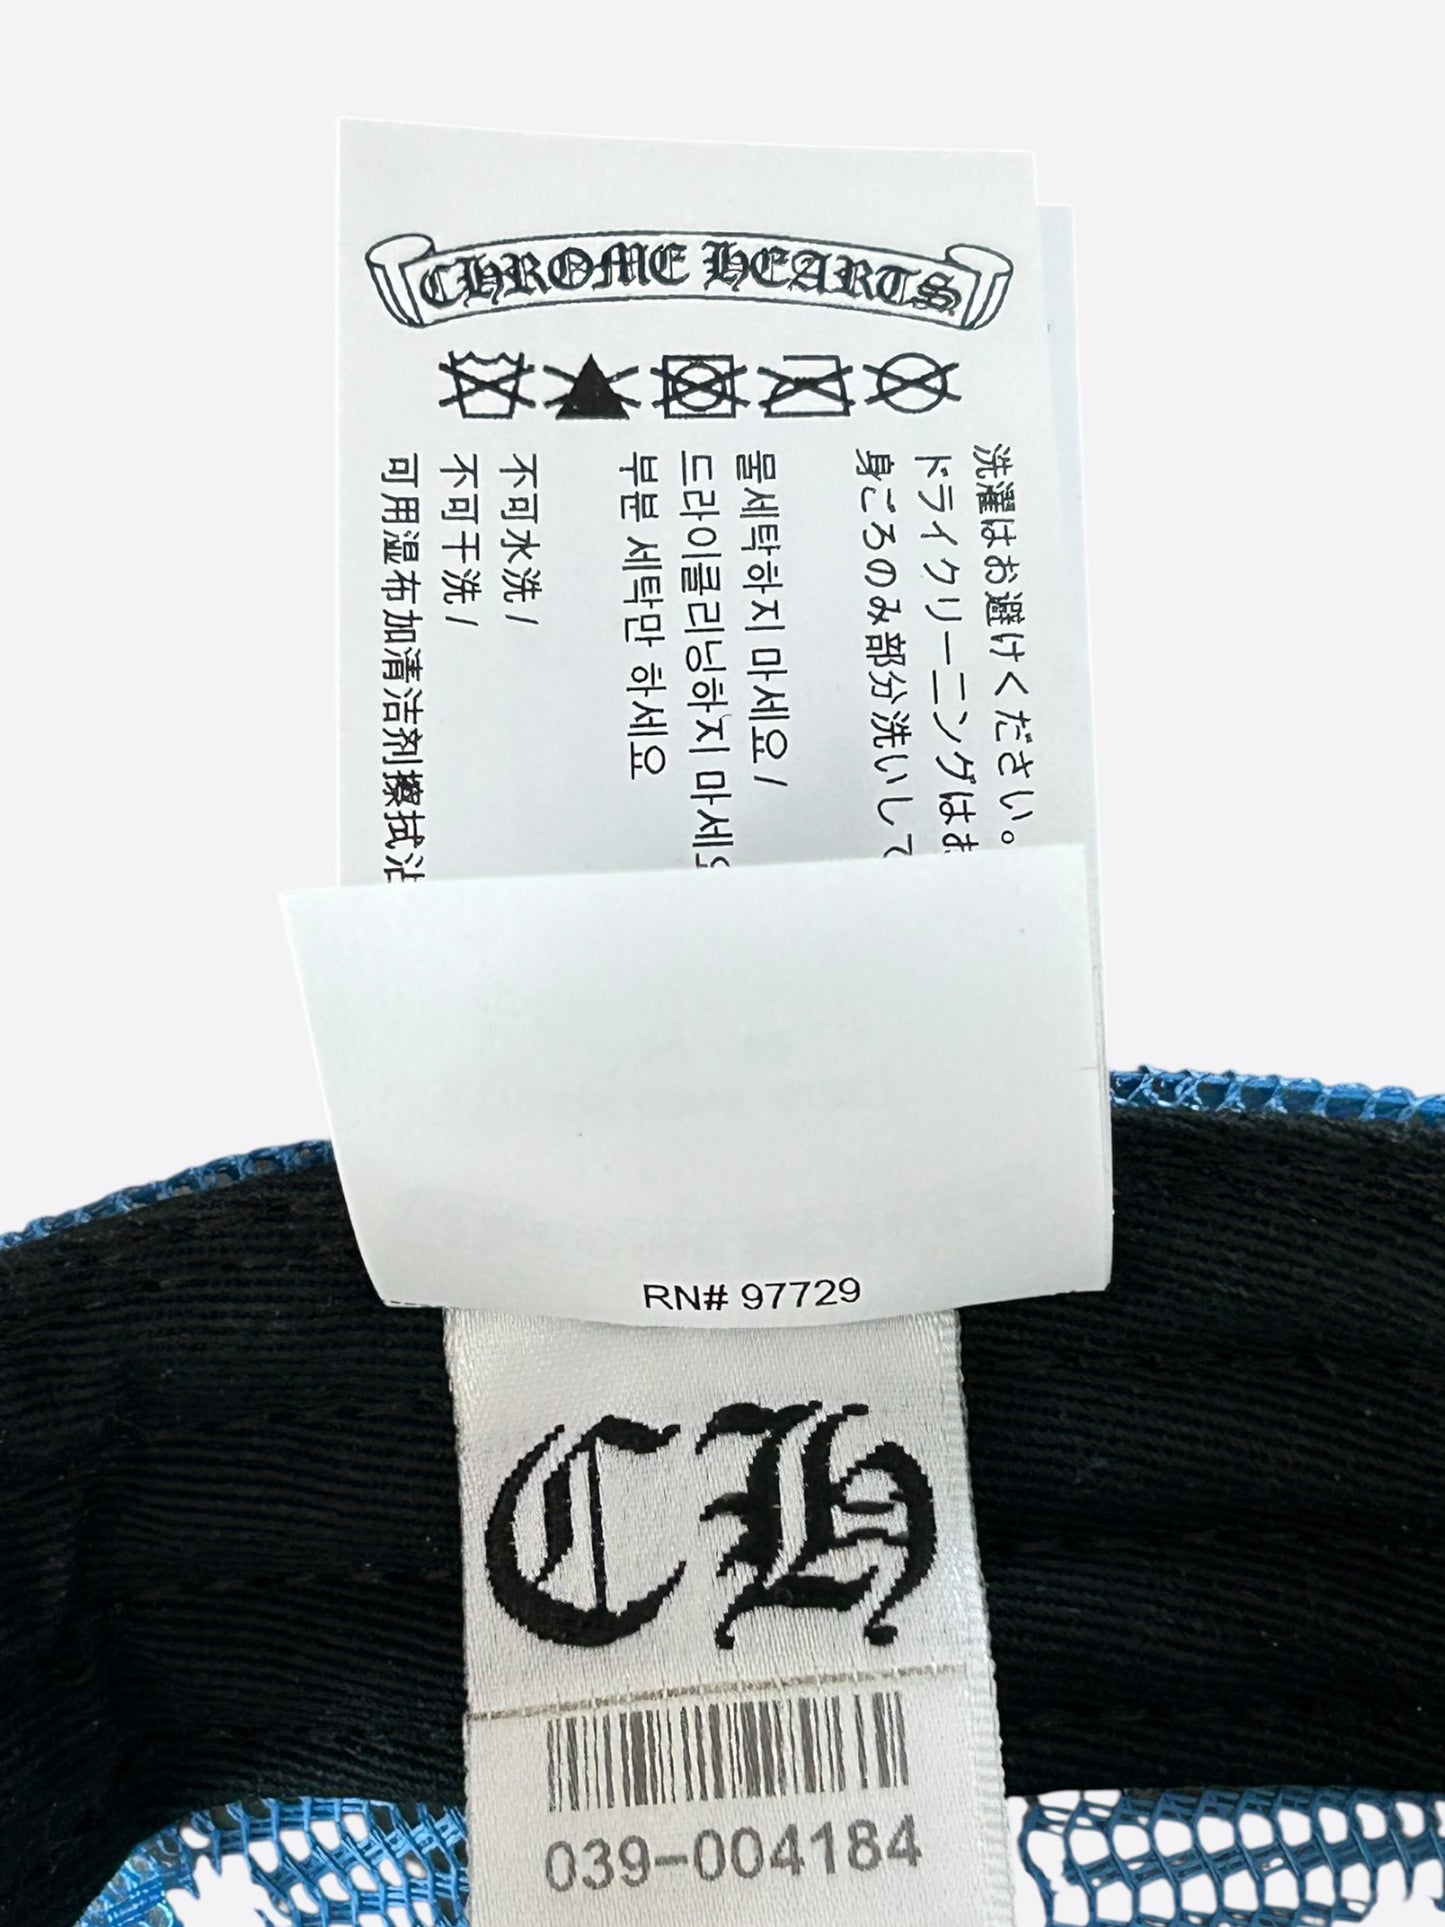 CHROME HEARTS
洗濯はお避けください。
ドライクリーニングはお
身ごろのみ部分洗いして
물세탁하지 마세요 /
드라이클리닝하지 마세요
부분 세탁만 하세요
不可水洗 /
不可干洗 /
可用湿布加清洁剂擦拭沾
RN# 97729
CH
039-004184